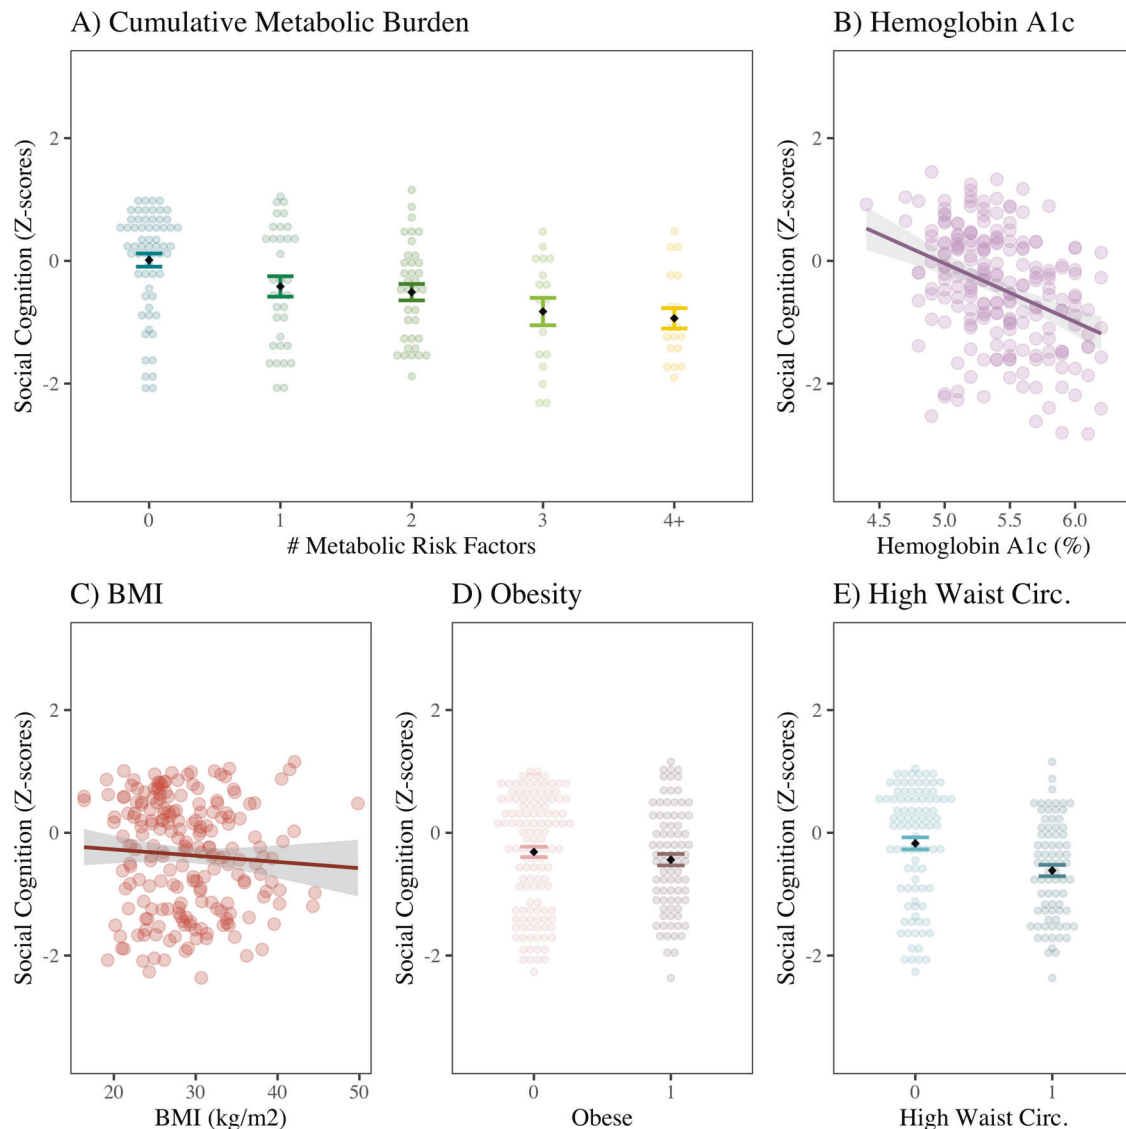 A) Cumulative Metabolic Burden
Social Cognition (Z-scores)
2
0
-2
0 1 2 3 4+
# Metabolic Risk Factors
B) Hemoglobin A1c
Social Cognition (Z-scores)
2
0
-2
4.5 5.0 5.5 6.0
Hemoglobin A1c (%)
C) BMI
Social Cognition (Z-scores)
2
0
-2
20 30 40 50
BMI (kg/m2)
D) Obesity
Social Cognition (Z-scores)
2
0
-2
0 1
Obese
E) High Waist Circ.
Social Cognition (Z-scores)
2
0
-2
0 1
High Waist Circ.